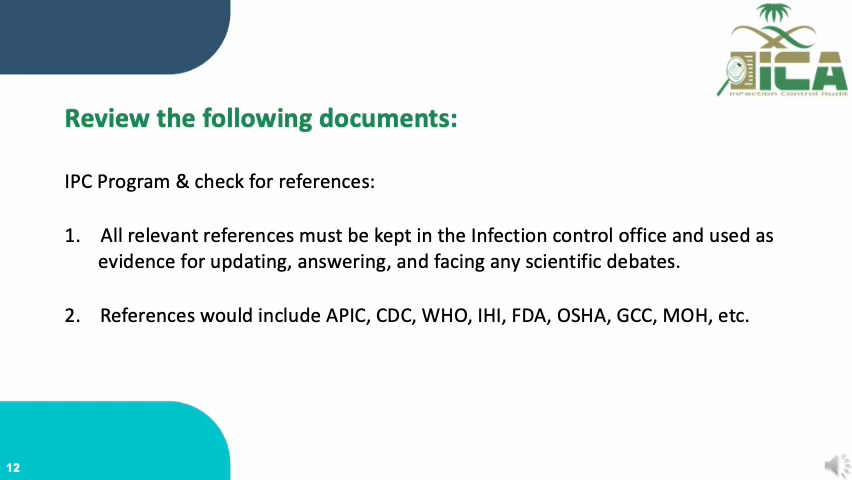 iCA
Infection Control Audit
Review the following documents:
IPC Program & check for references:
1. All relevant references must be kept in the Infection control office and used as
evidence for updating, answering, and facing any scientific debates.
2. References would include APIC, CDC, WHO, IHI, FDA, OSHA, GCC, MOH, etc.
12